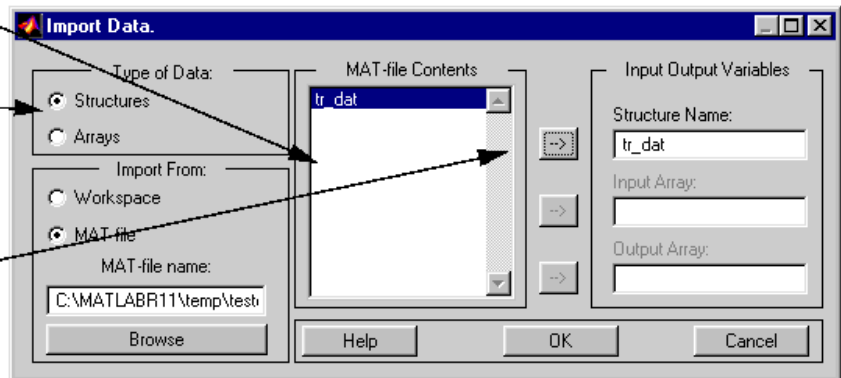 Import Data.
Type of Data:
Structures
Arrays
Import From:
Workspace
MAT-file
MAT-file name:
C:\MATLABR11\temp\test
Browse
MAT-file Contents
tr_dat
-->
-->
-->
Input Output Variables
Structure Name:
tr_dat
Input Array:
Output Array:
Help
OK
Cancel